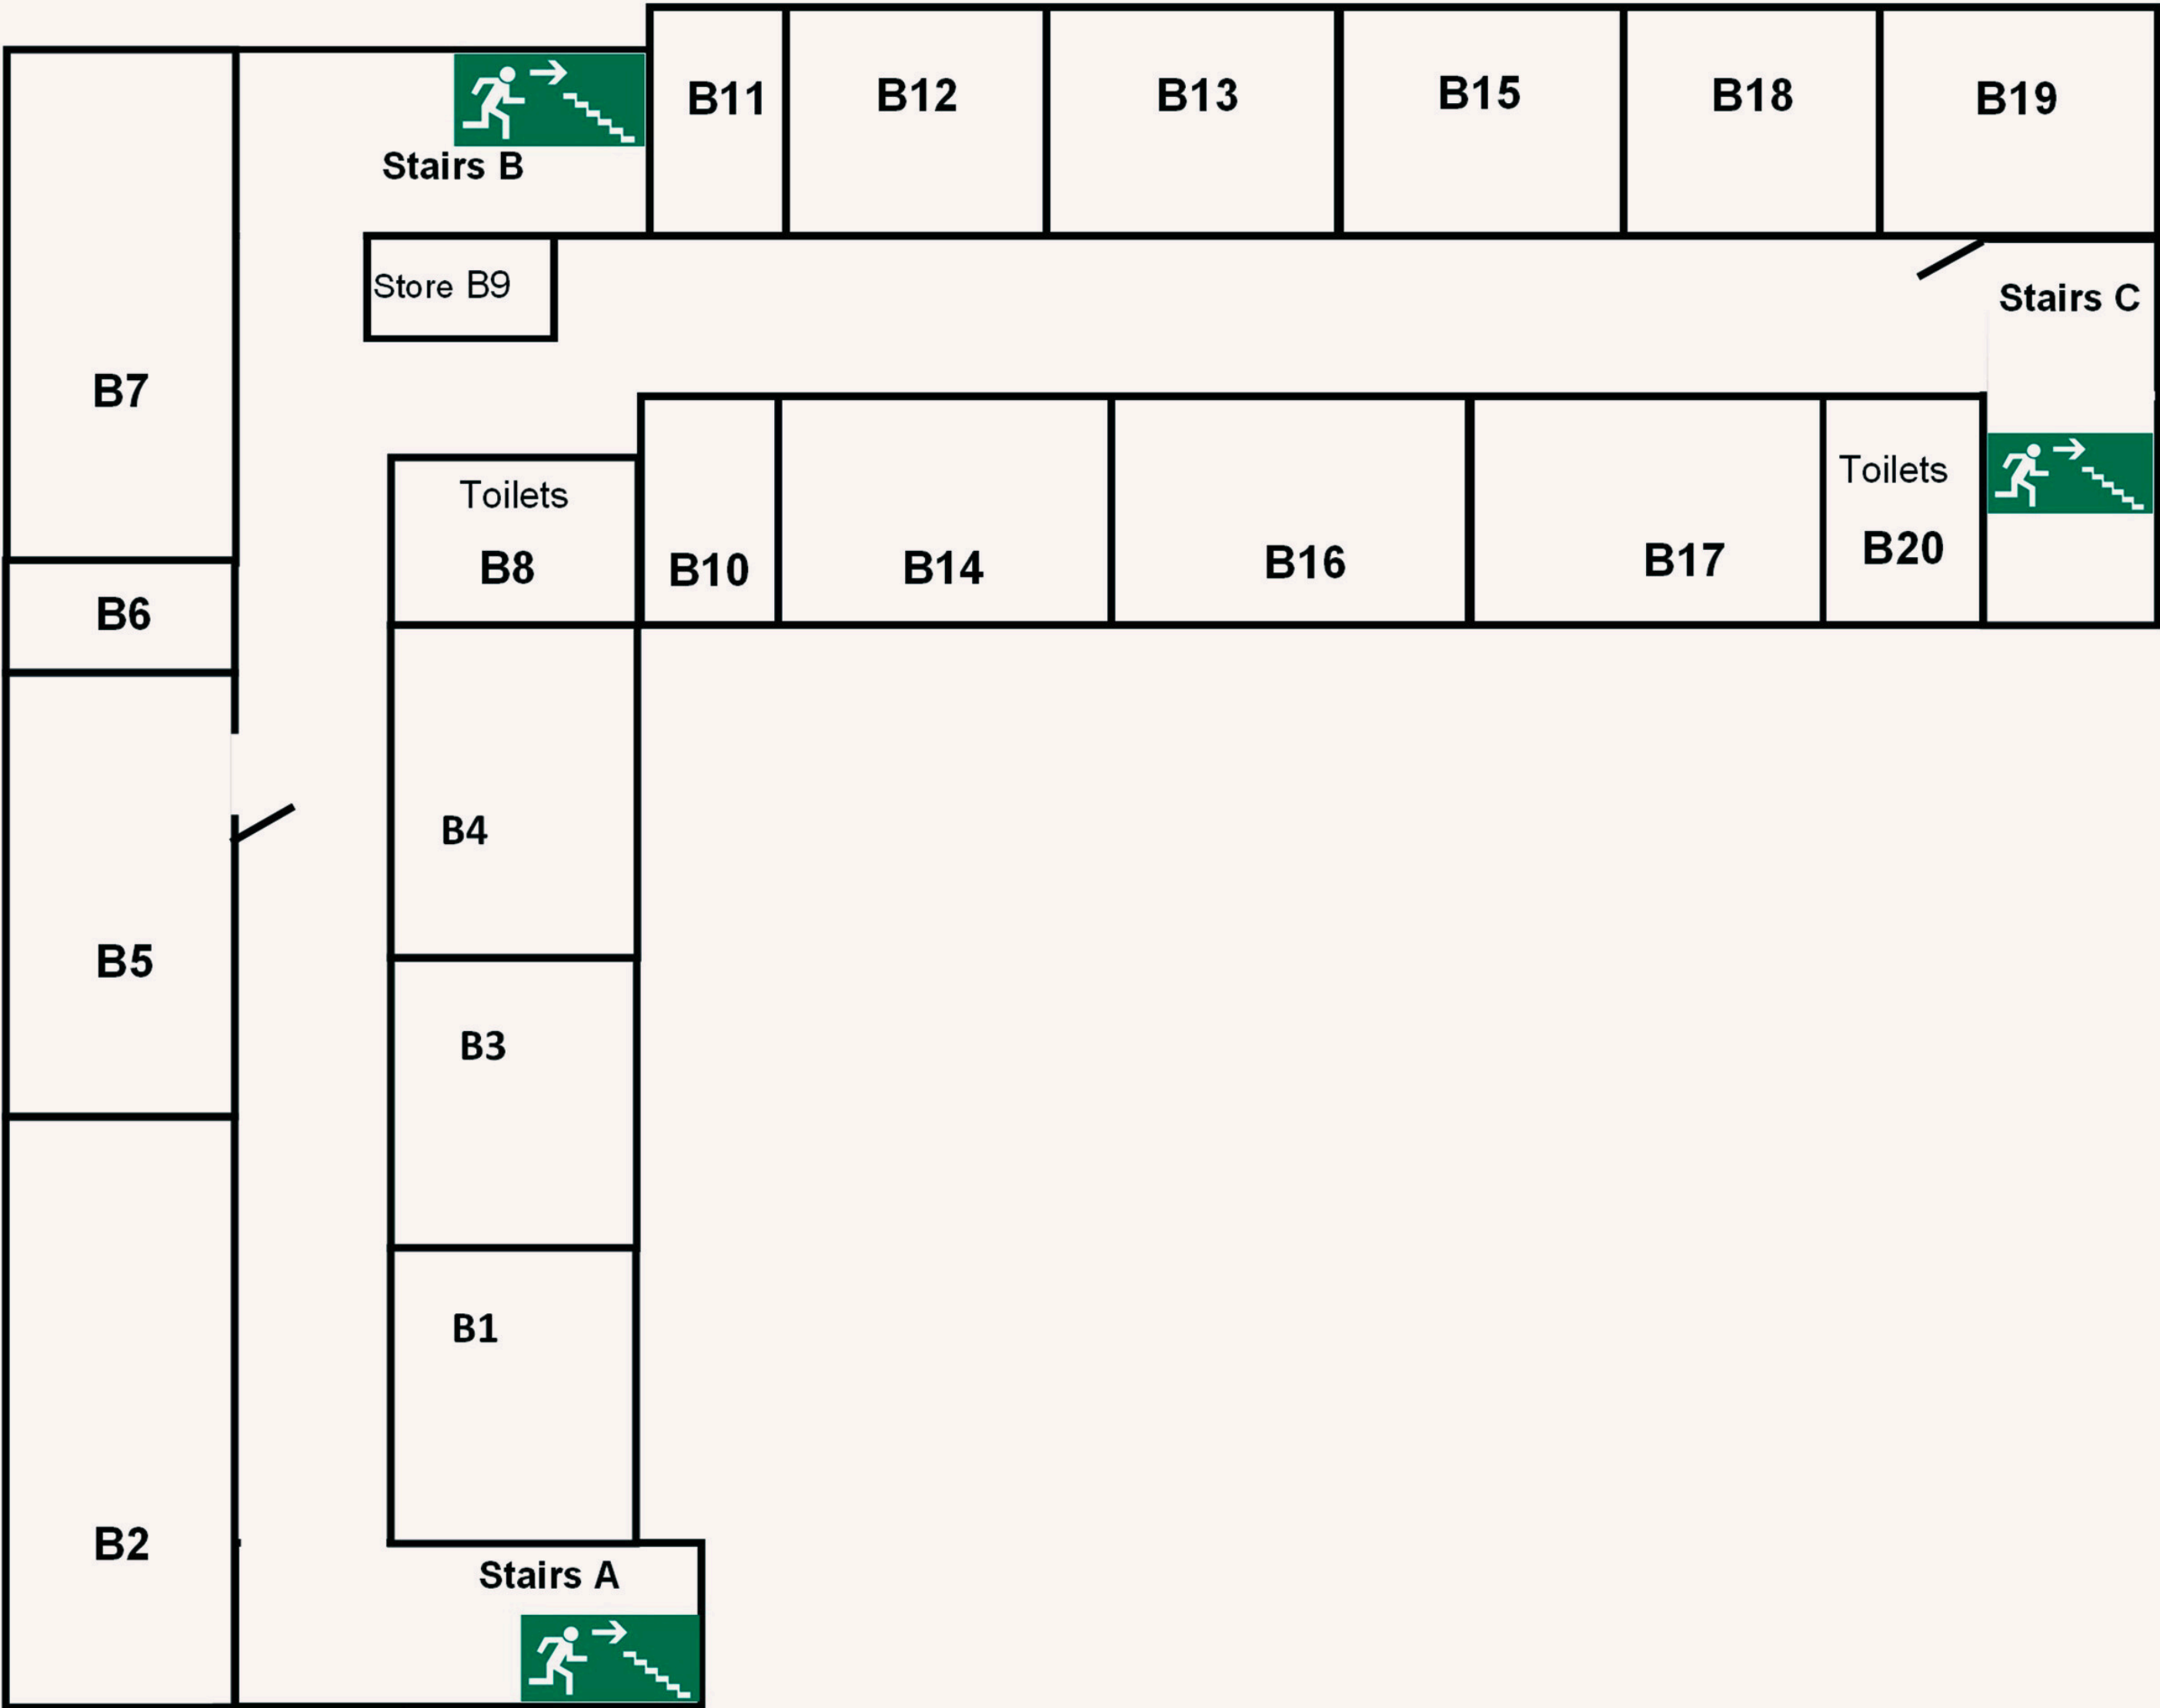 B11
B12
B13
B15
B18
B19
Stairs B
Store B9
Stairs C
B7
Toilets
B8
B10
B14
B16
B17
Toilets
B20
B6
B4
B5
B3
B1
B2
Stairs A